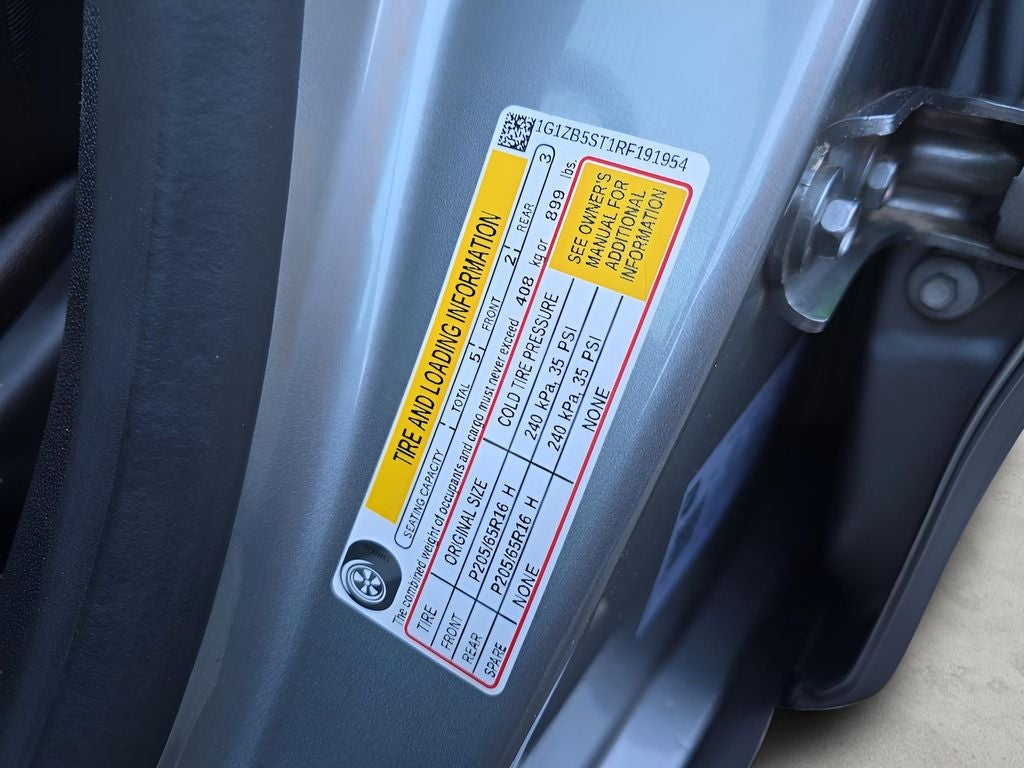 1G1ZB5ST1RF191954
TIRE AND LOADING INFORMATION
SEATING CAPACITY TOTAL 5 FRONT 2 REAR 3
The combined weight of occupants and cargo must never exceed 408 kg or 899 lbs.
TIRE ORIGINAL SIZE COLD TIRE PRESSURE
FRONT P205/65R16 H 240 kPa, 35 PSI
REAR P205/65R16 H 240 kPa, 35 PSI
SPARE NONE NONE
SEE OWNER'S
MANUAL FOR
ADDITIONAL
INFORMATION